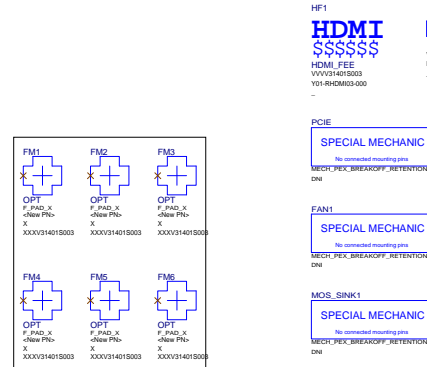 HF1
HDMI
$$$$$$
HDMI_FEE
VVVV31401S003
Y01-RHDMI03-000
_
PCIE
SPECIAL MECHANIC
No connected mounting pins
MECH_PEX_BREAKOFF_RETENTION
DNI
FAN1
SPECIAL MECHANIC
No connected mounting pins
MECH_PEX_BREAKOFF_RETENTION
DNI
MOS_SINK1
SPECIAL MECHANIC
No connected mounting pins
MECH_PEX_BREAKOFF_RETENTION
DNI
FM1 FM2 FM3
OPT OPT OPT
F_PAD_X F_PAD_X F_PAD_X
<New PN> <New PN> <New PN>
X X X
XXXV31401S003 XXXV31401S003 XXXV31401S003
FM4 FM5 FM6
OPT OPT OPT
F_PAD_X F_PAD_X F_PAD_X
<New PN> <New PN> <New PN>
X X X
XXXV31401S003 XXXV31401S003 XXXV31401S003